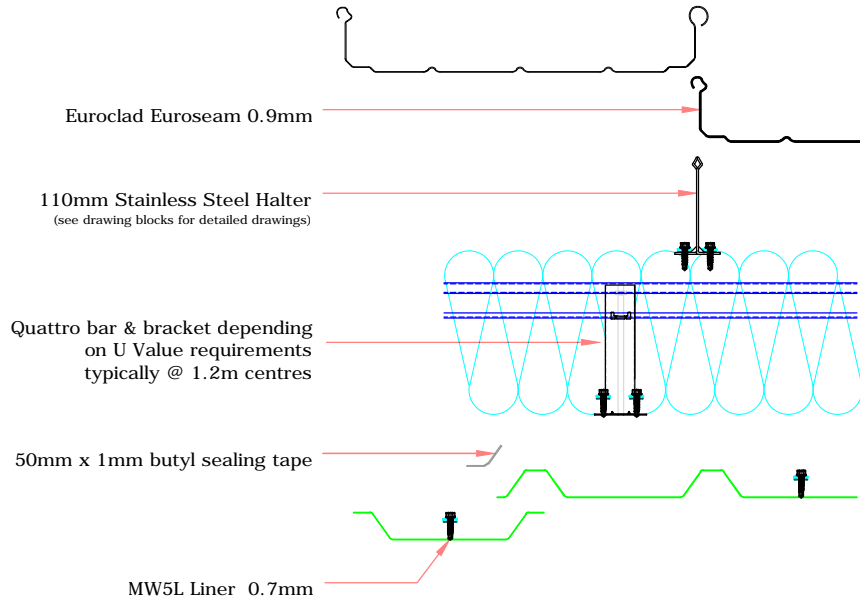 Euroclad Euroseam 0.9mm
110mm Stainless Steel Halter
(see drawing blocks for detailed drawings)
Quattro bar & bracket depending
on U Value requirements
typically @ 1.2m centres
50mm x 1mm butyl sealing tape
MW5L Liner 0.7mm